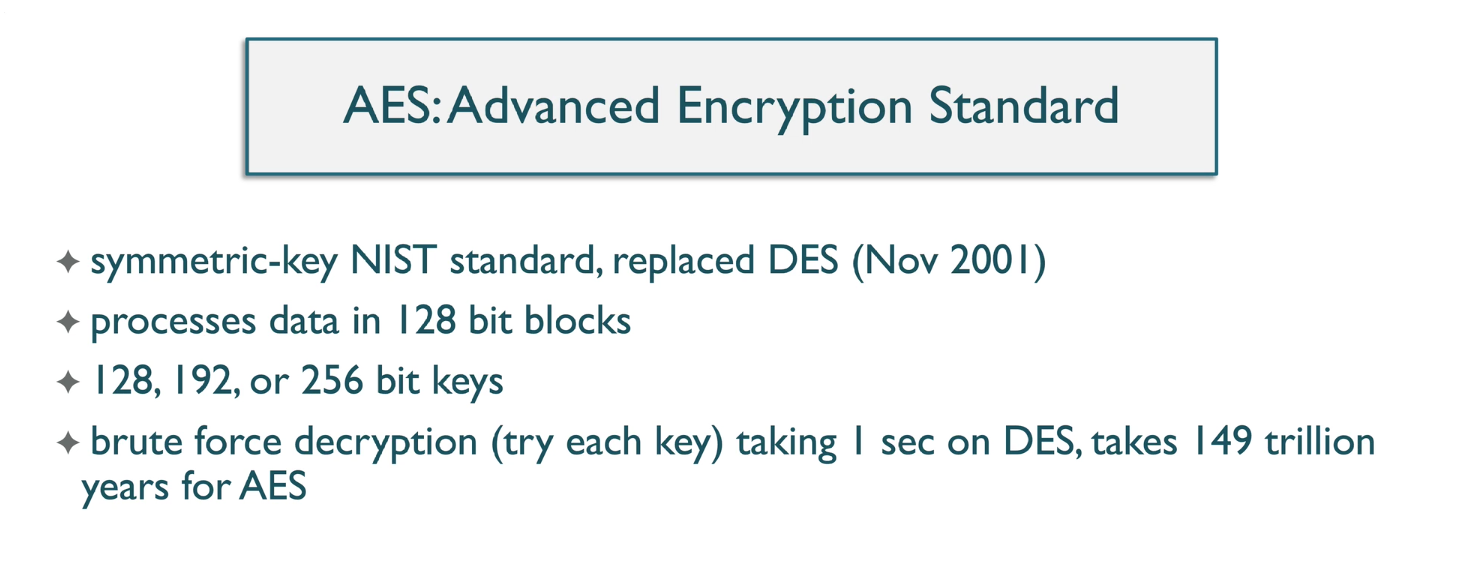 AES: Advanced Encryption Standard
✦ symmetric-key NIST standard, replaced DES (Nov 2001)
✦ processes data in 128 bit blocks
✦ 128, 192, or 256 bit keys
✦ brute force decryption (try each key) taking 1 sec on DES, takes 149 trillion
years for AES